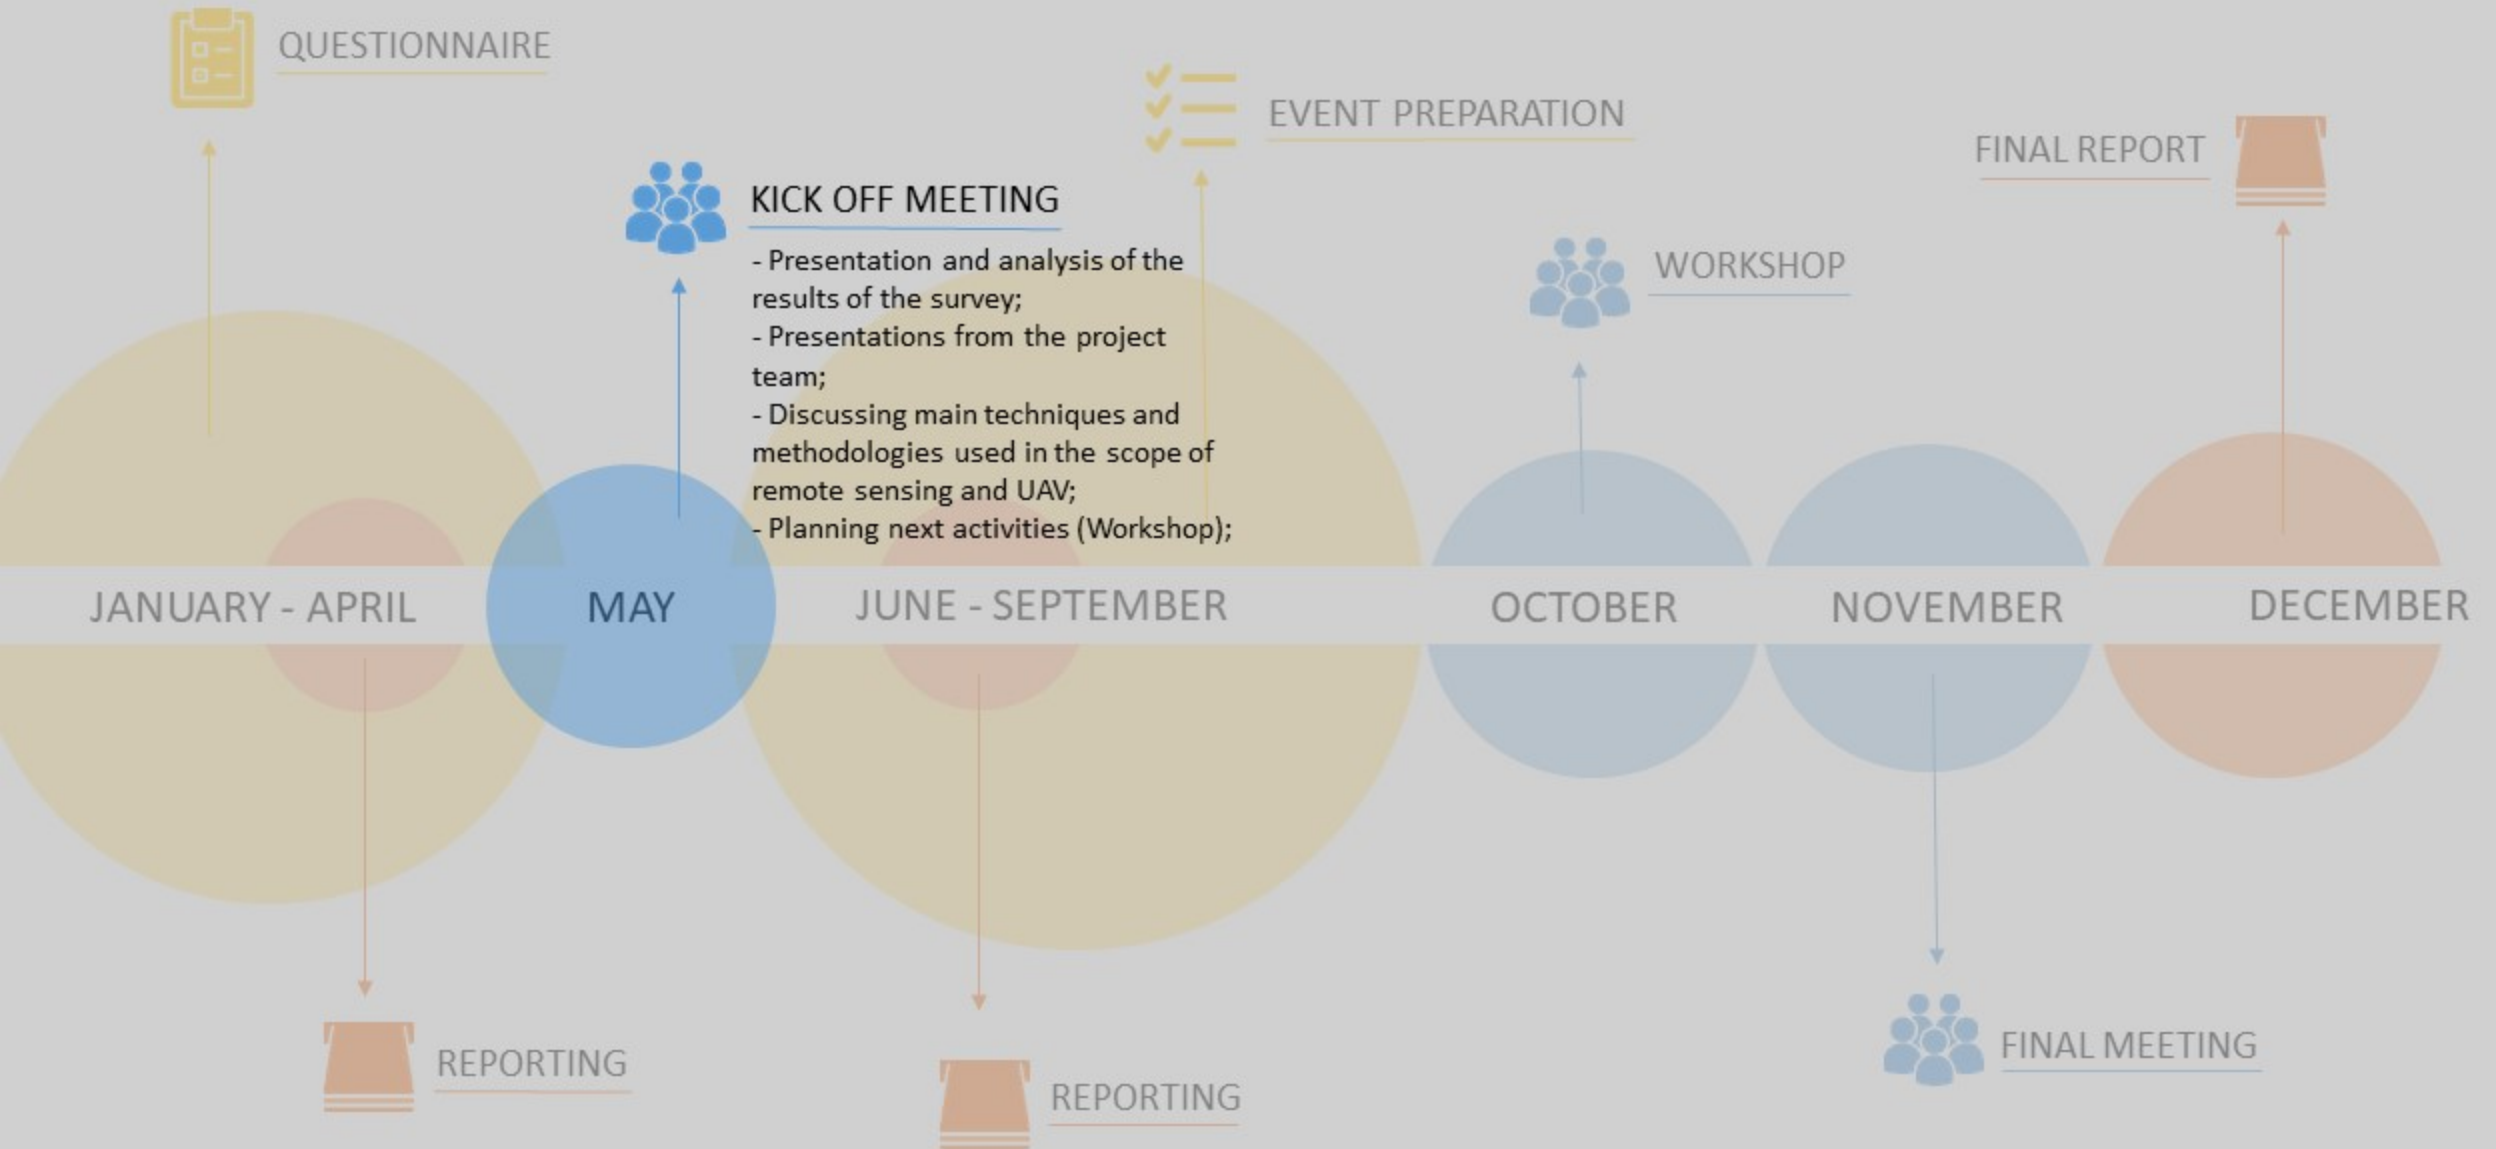 QUESTIONNAIRE
EVENT PREPARATION
FINAL REPORT
KICK OFF MEETING
- Presentation and analysis of the
results of the survey;
- Presentations from the project
team;
- Discussing main techniques and
methodologies used in the scope of
remote sensing and UAV;
- Planning next activities (Workshop);
WORKSHOP
JANUARY - APRIL
MAY
JUNE - SEPTEMBER
OCTOBER
NOVEMBER
DECEMBER
REPORTING
REPORTING
FINAL MEETING